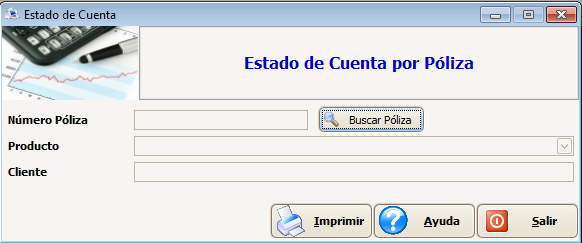 Estado de Cuenta
Estado de Cuenta por Póliza
Número Póliza
Buscar Póliza
Producto
Cliente
Imprimir
Ayuda
Salir